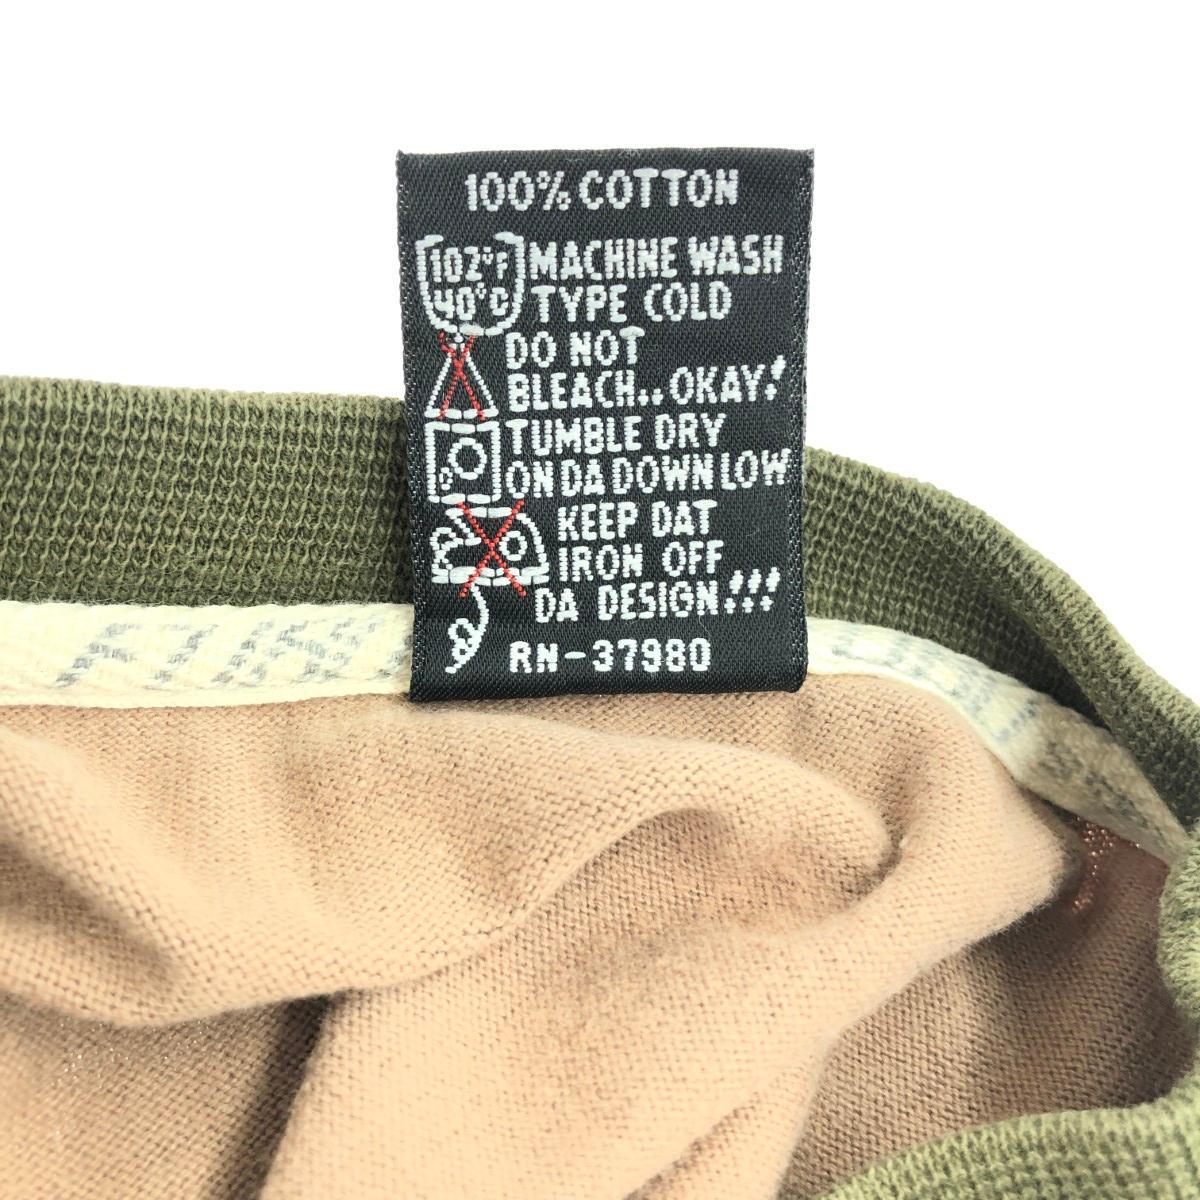 100% COTTON
102°F
40°C
MACHINE WASH
TYPE COLD
DO NOT
BLEACH..OKAY!
TUMBLE DRY
ON DA DOWN LOW
KEEP DAT
IRON OFF
DA DESIGN!!!
RN-37980